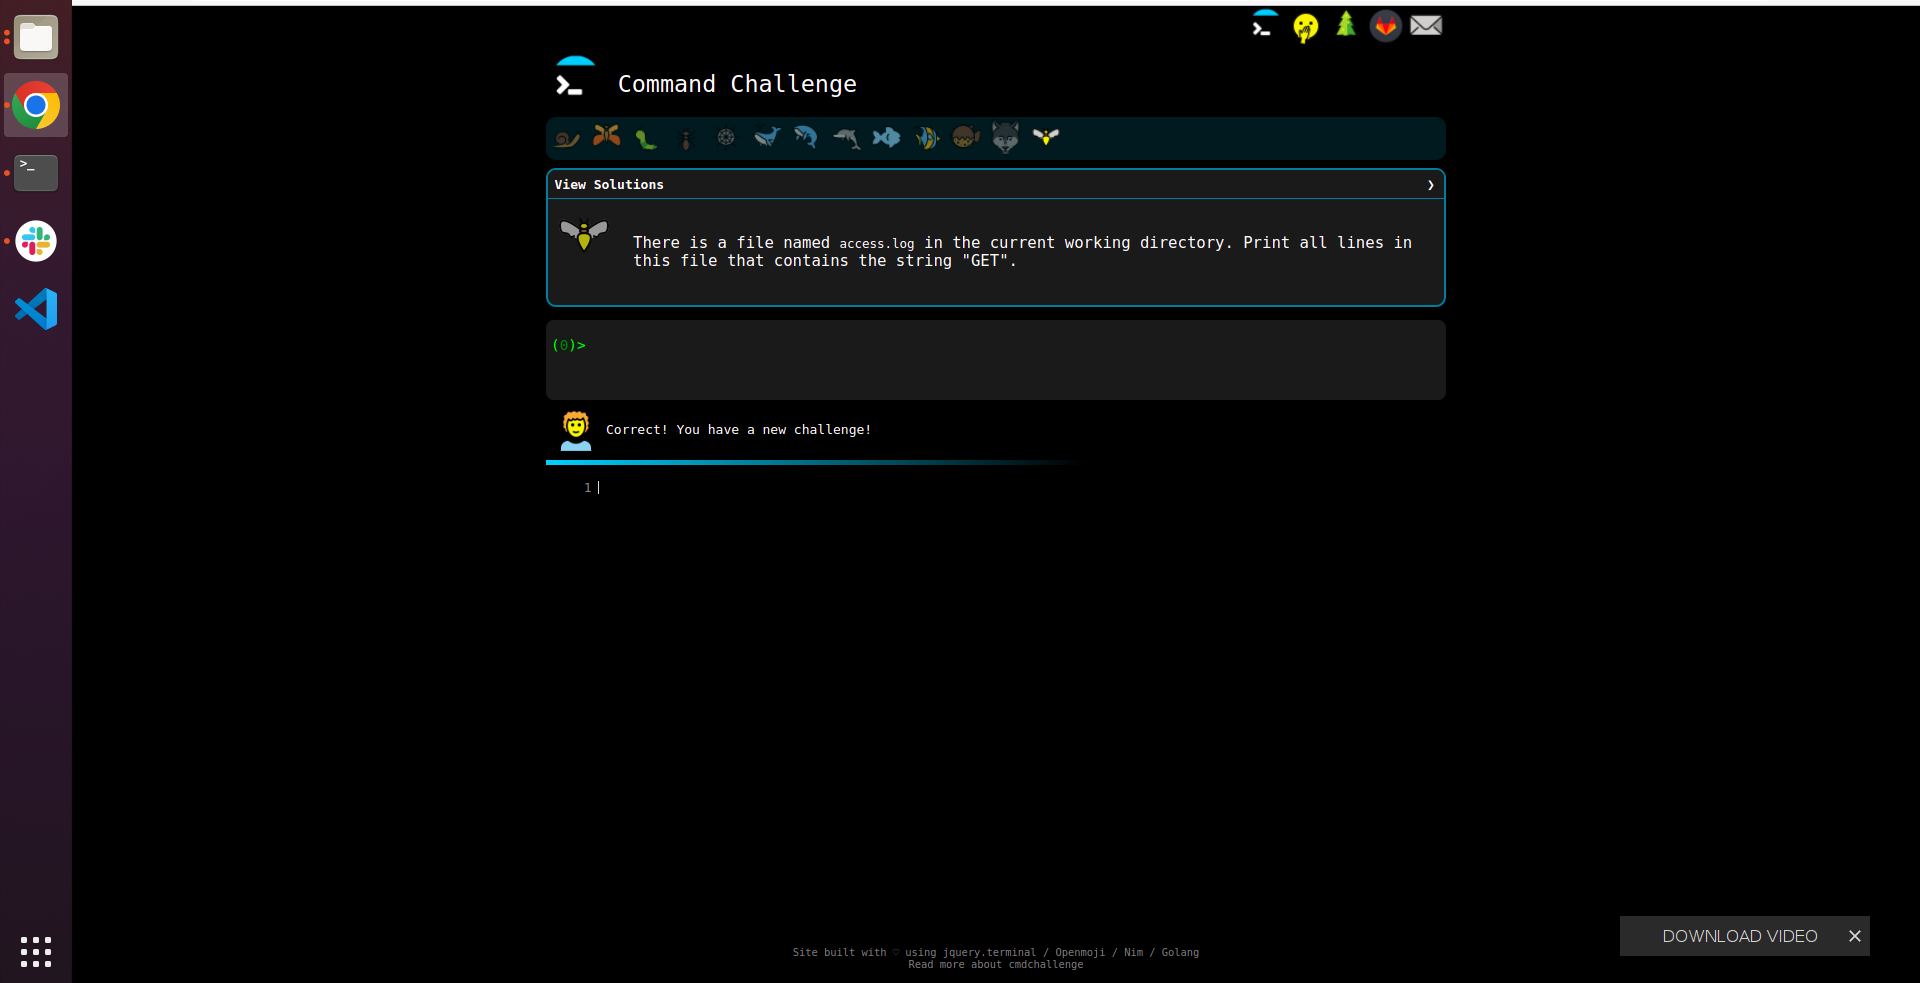 Command Challenge
View Solutions ❯
There is a file named access.log in the current working directory. Print all lines in
this file that contains the string "GET".
(0)>
Correct! You have a new challenge!
1
DOWNLOAD VIDEO ✕
Site built with ♡ using jquery.terminal / Openmoji / Nim / Golang
Read more about cmdchallenge